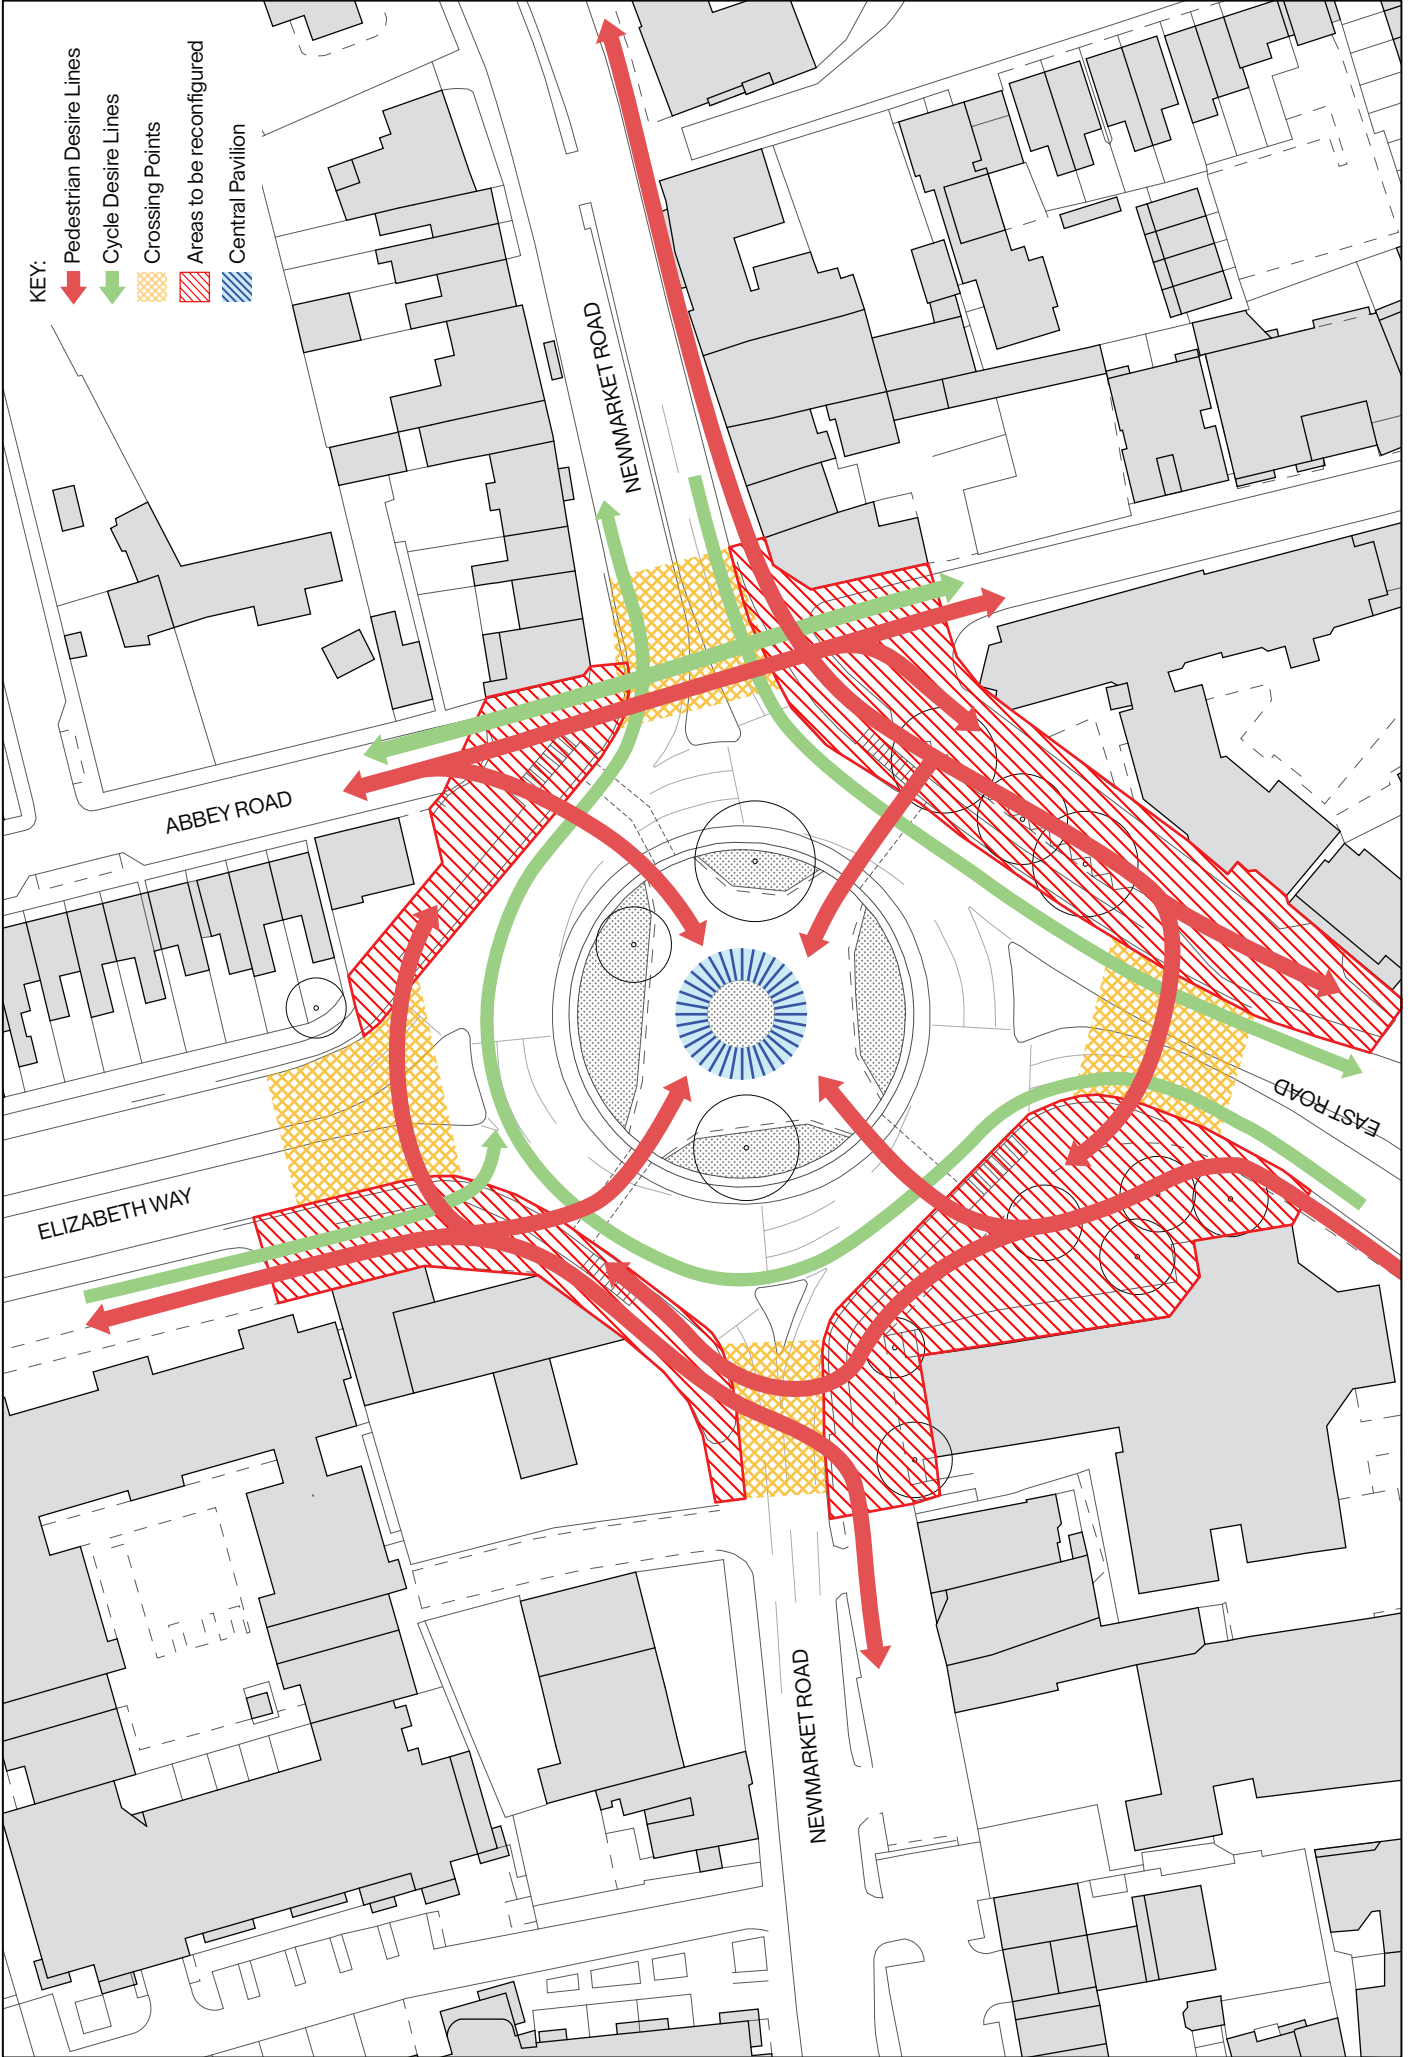 KEY:
Pedestrian Desire Lines
Cycle Desire Lines
Crossing Points
Areas to be reconfigured
Central Pavilion
NEWMARKET ROAD
ABBEY ROAD
ELIZABETH WAY
EAST ROAD
NEWMARKET ROAD